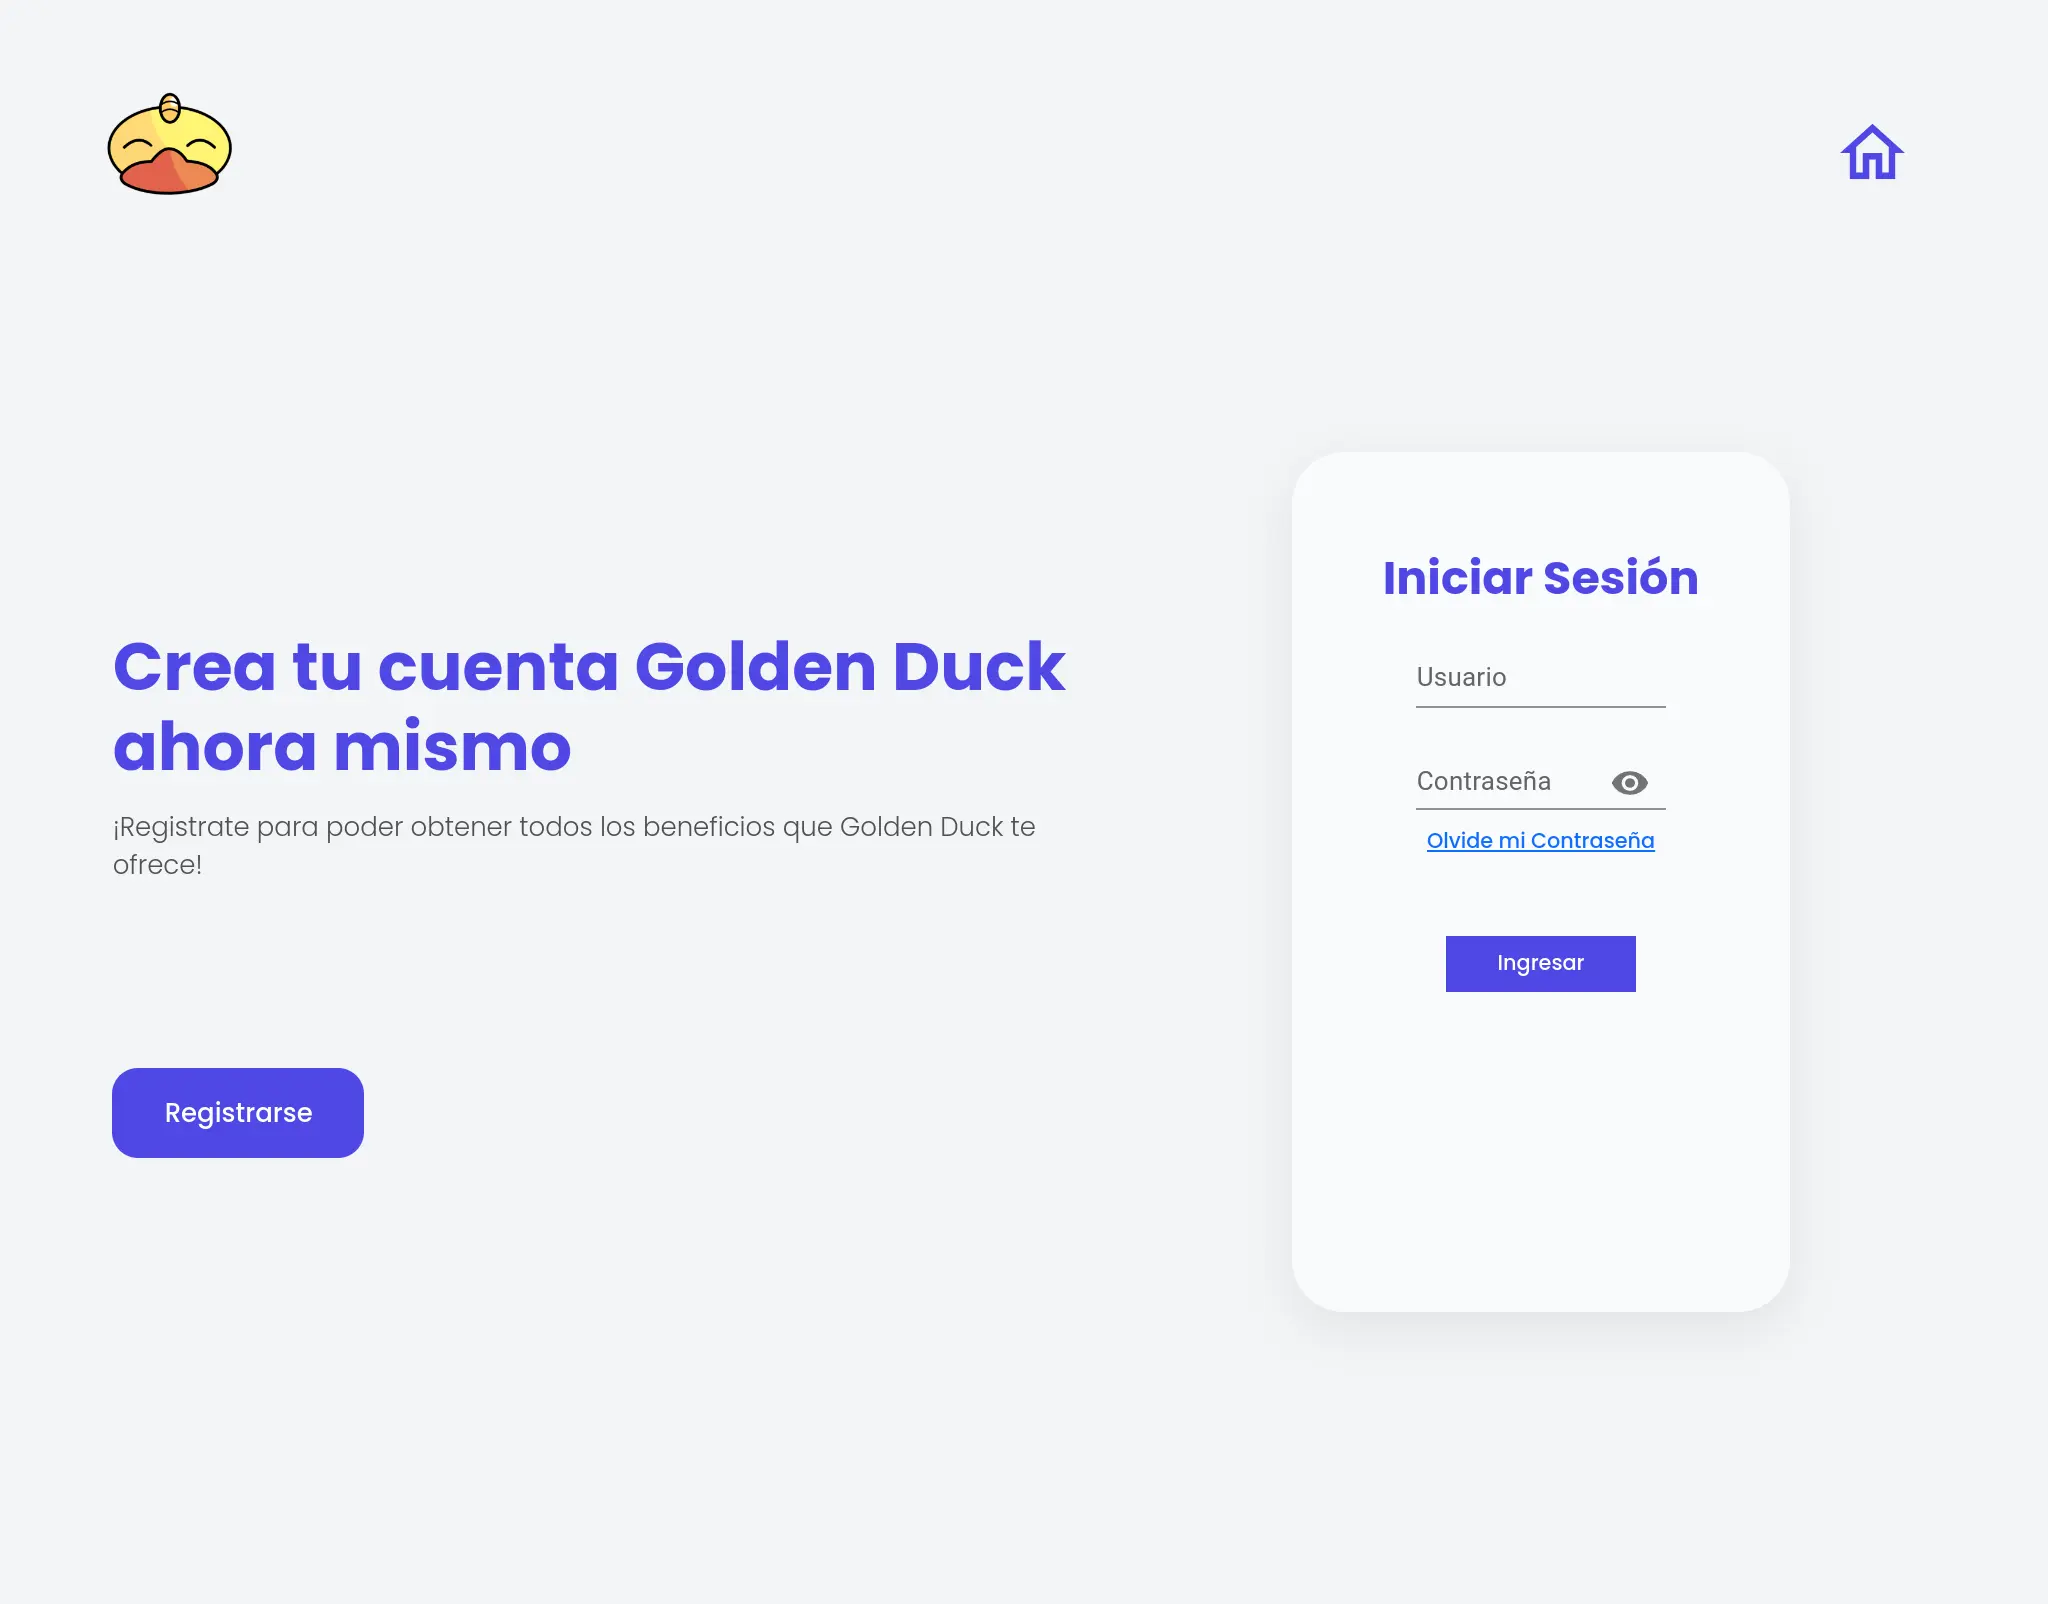 Crea tu cuenta Golden Duck
ahora mismo
¡Registrate para poder obtener todos los beneficios que Golden Duck te
ofrece!
Registrarse
Iniciar Sesión
Usuario
Contraseña
Olvide mi Contraseña
Ingresar